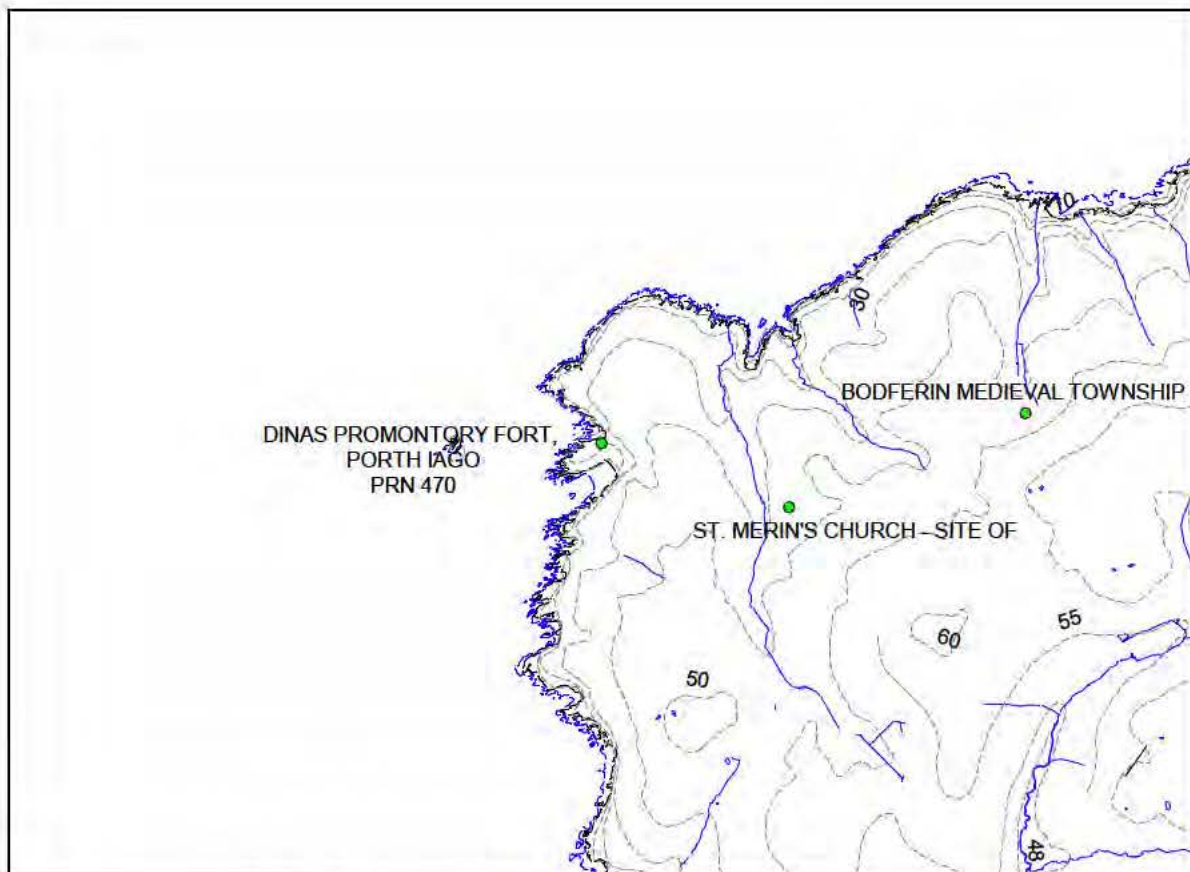 10
30
BODFERIN MEDIEVAL TOWNSHIP
DINAS PROMONTORY FORT,
PORTH IAGO
PRN 470
ST. MERIN'S CHURCH - SITE OF
55
60
50
48